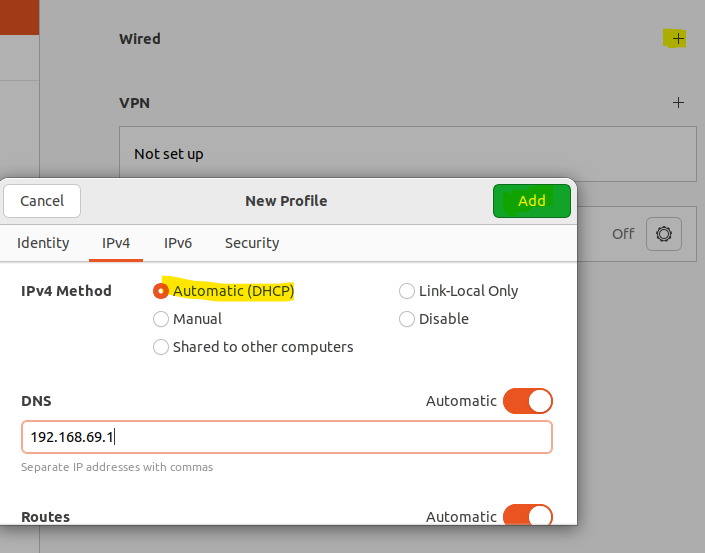 Wired +
VPN +
Not set up
Cancel New Profile Add
Off
Identity IPv4 IPv6 Security
IPv4 Method Automatic (DHCP) Link-Local Only
Manual Disable
Shared to other computers
DNS Automatic
192.168.69.1
Separate IP addresses with commas
Routes Automatic